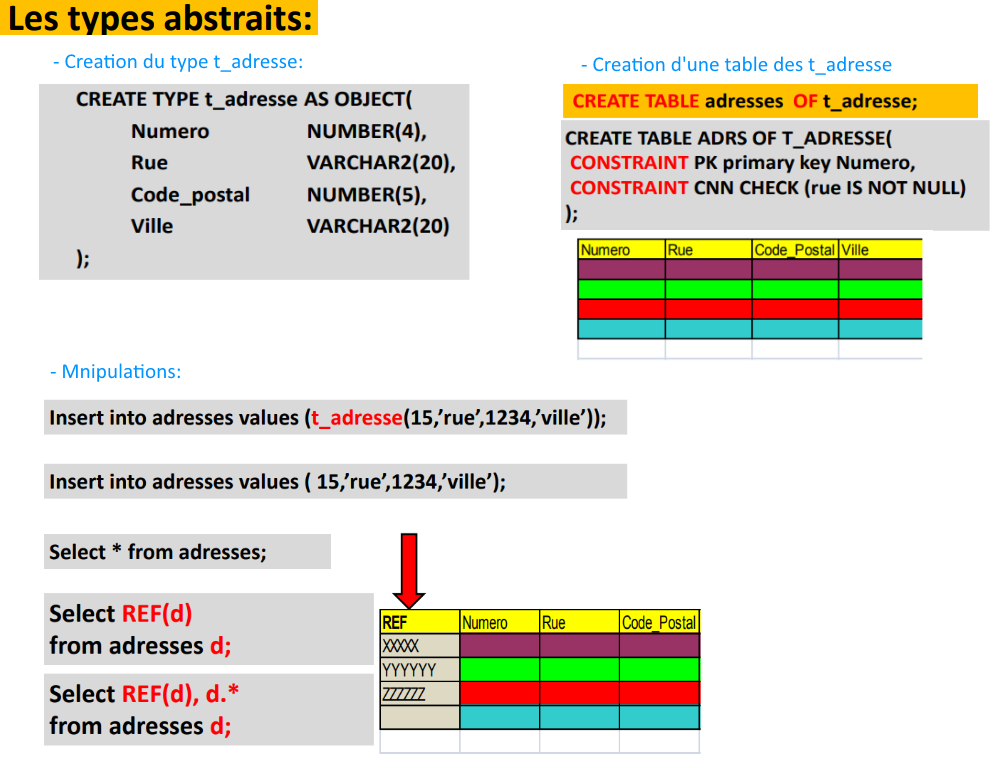 Les types abstraits:
- Creation du type t_adresse:
CREATE TYPE t_adresse AS OBJECT(
Numero NUMBER(4),
Rue VARCHAR2(20),
Code_postal NUMBER(5),
Ville VARCHAR2(20)
);
- Creation d'une table des t_adresse
CREATE TABLE adresses OF t_adresse;
CREATE TABLE ADRS OF T_ADRESSE(
CONSTRAINT PK primary key Numero,
CONSTRAINT CNN CHECK (rue IS NOT NULL)
);
Numero Rue Code_Postal Ville
- Mnipulations:
Insert into adresses values (t_adresse(15,’rue’,1234,’ville’));
Insert into adresses values ( 15,’rue’,1234,’ville’);
Select * from adresses;
Select REF(d)
from adresses d;
Select REF(d), d.*
from adresses d;
REF Numero Rue Code_Postal
XXXXX
YYYYYY
ZZZZZZ